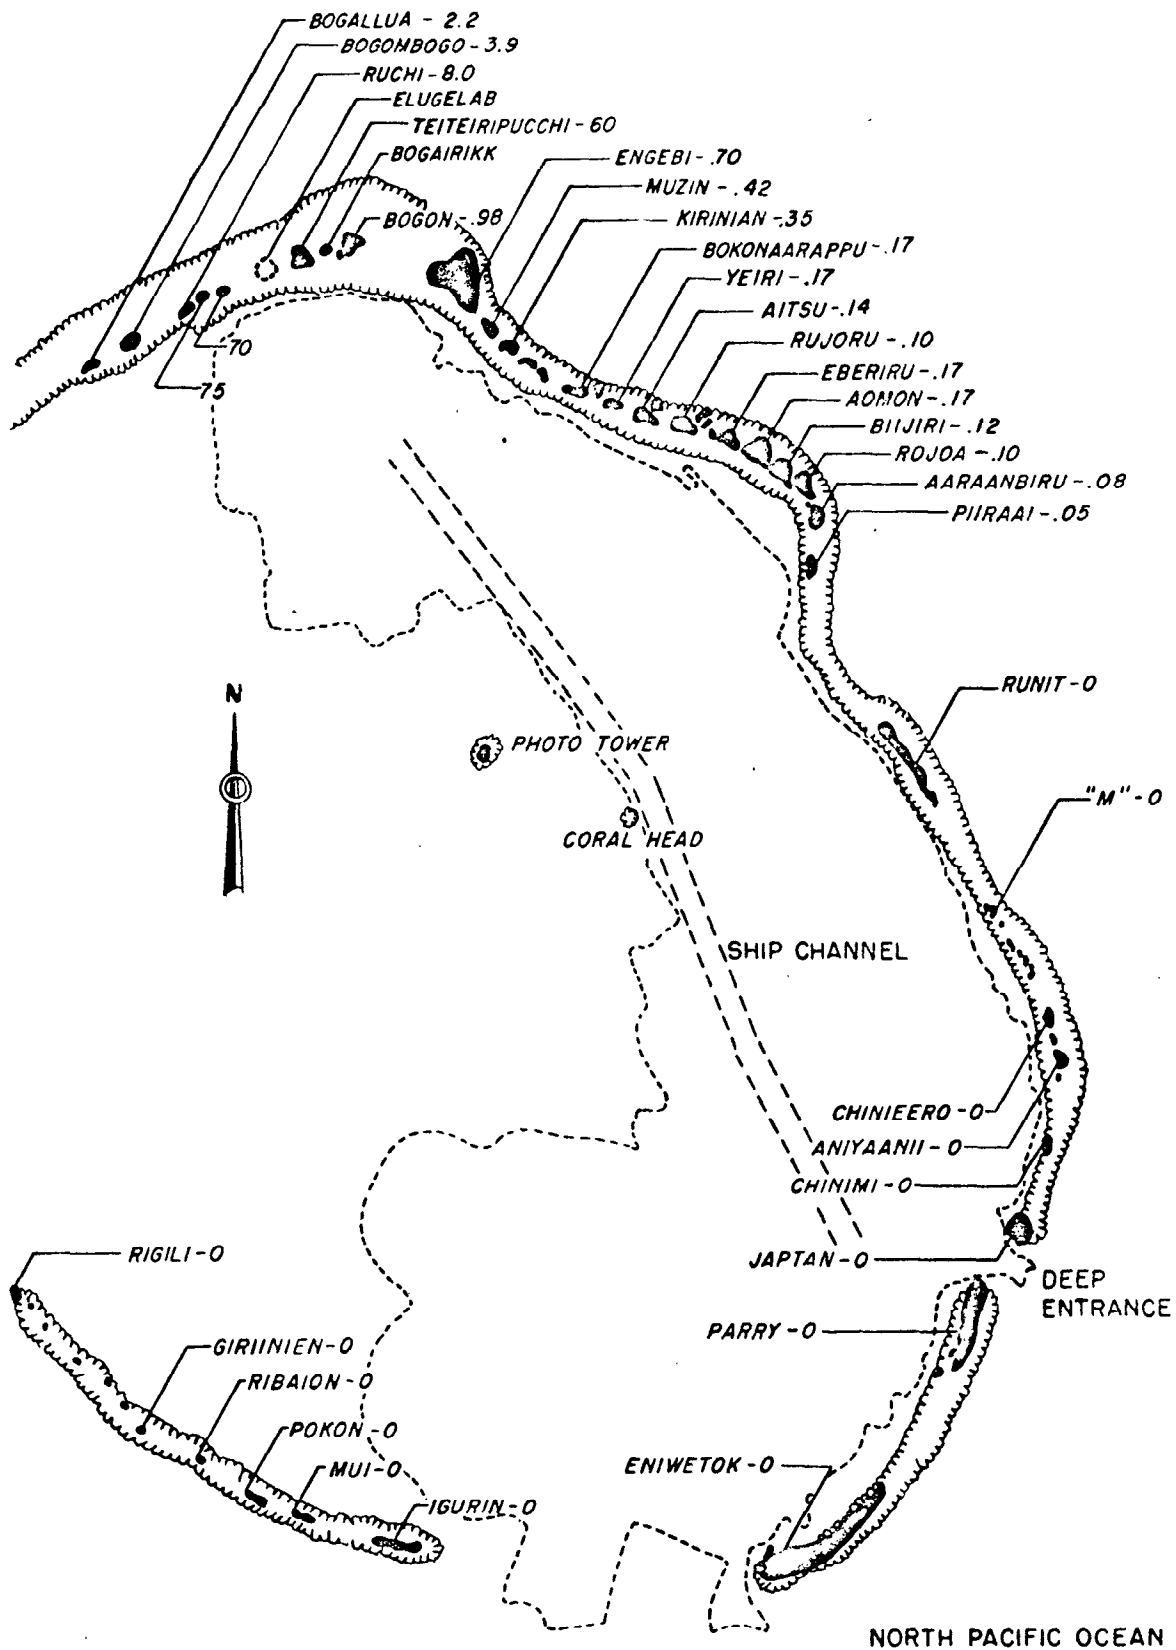 BOGALLUA - 2.2
BOGOMBOGO - 3.9
RUCHI - 8.0
ELUGELAB
TEITEIRIPUCCHI - 60
BOGAIRIKK
ENGEBI - .70
MUZIN - .42
BOGON - .98
KIRINIAN - .35
BOKONAARAPPU - .17
YEIRI - .17
AITSU - .14
RUJORU - .10
70
EBERIRU - .17
75
AOMON - .17
BIIJIRI - .12
ROJOA - .10
AARAANBIRU - .08
PIIRAAI - .05
RUNIT - 0
N
PHOTO TOWER
"M" - 0
CORAL HEAD
SHIP CHANNEL
CHINIEERO - 0
ANIYAANII - 0
CHINIMI - 0
RIGILI - 0
JAPTAN - 0
DEEP
ENTRANCE
PARRY - 0
GIRIINIEN - 0
RIBAION - 0
POKON - 0
MUI - 0
ENIWETOK - 0
IGURIN - 0
NORTH PACIFIC OCEAN